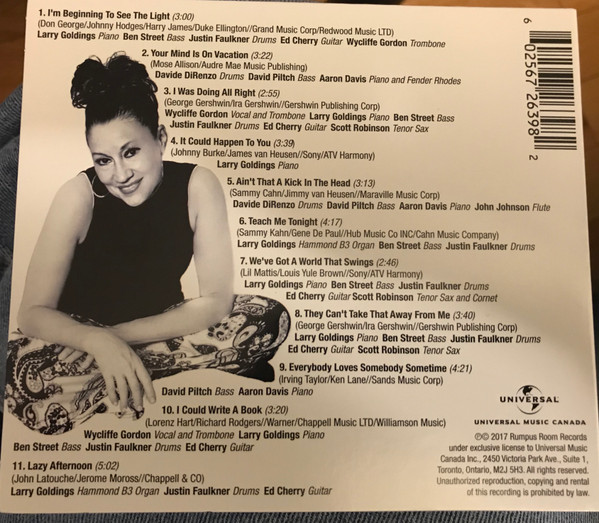 1. I'm Beginning To See The Light (3:00)
(Don George/Johnny Hodges/Harry James/Duke Ellington//Grand Music Corp/Redwood Music LTD)
Larry Goldings Piano Ben Street Bass Justin Faulkner Drums Ed Cherry Guitar Wycliffe Gordon Trombone
2. Your Mind Is On Vacation (3:22)
(Mose Allison/Audre Mae Music Publishing)
Davide DiRenzo Drums David Piltch Bass Aaron Davis Piano and Fender Rhodes
3. I Was Doing All Right (2:55)
(George Gershwin/Ira Gershwin//Gershwin Publishing Corp)
Wycliffe Gordon Vocal and Trombone Larry Goldings Piano Ben Street Bass
Justin Faulkner Drums Ed Cherry Guitar Scott Robinson Tenor Sax
4. It Could Happen To You (3:39)
(Johnny Burke/James van Heusen//Sony/ATV Harmony)
Larry Goldings Piano
5. Ain't That A Kick In The Head (3:13)
(Sammy Cahn/Jimmy van Heusen//Maraville Music Corp)
Davide DiRenzo Drums David Piltch Bass Aaron Davis Piano John Johnson Flute
6. Teach Me Tonight (4:17)
(Sammy Kahn/Gene De Paul//Hub Music Co INC/Cahn Music Company)
Larry Goldings Hammond B3 Organ Ben Street Bass Justin Faulkner Drums
7. We've Got A World That Swings (2:46)
(Lil Mattis/Louis Yule Brown//Sony/ATV Harmony)
Larry Goldings Piano Ben Street Bass Justin Faulkner Drums
Ed Cherry Guitar Scott Robinson Tenor Sax and Cornet
8. They Can't Take That Away From Me (3:40)
(George Gershwin/Ira Gershwin//Gershwin Publishing Corp)
Larry Goldings Piano Ben Street Bass Justin Faulkner Drums
Ed Cherry Guitar Scott Robinson Tenor Sax
9. Everybody Loves Somebody Sometime (4:21)
(Irving Taylor/Ken Lane//Sands Music Corp)
David Piltch Bass Aaron Davis Piano
10. I Could Write A Book (3:20)
(Lorenz Hart/Richard Rodgers//Warner/Chappell Music LTD/Williamson Music)
Wycliffe Gordon Vocal and Trombone Larry Goldings Piano
Ben Street Bass Justin Faulkner Drums Ed Cherry Guitar
11. Lazy Afternoon (5:02)
(John Latouche/Jerome Moross//Chappell & CO)
Larry Goldings Hammond B3 Organ Justin Faulkner Drums Ed Cherry Guitar
6 02567 26398 2
UNIVERSAL
UNIVERSAL MUSIC CANADA
℗© 2017 Rumpus Room Records
under exclusive license to Universal Music
Canada Inc., 2450 Victoria Park Ave., Suite 1,
Toronto, Ontario, M2J 5H3. All rights reserved.
Unauthorized reproduction, copying and rental
of this recording is prohibited by law.